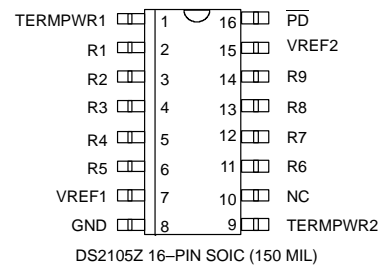 TERMPWR1 1 16 P̅D̅
R1 2 15 VREF2
R2 3 14 R9
R3 4 13 R8
R4 5 12 R7
R5 6 11 R6
VREF1 7 10 NC
GND 8 9 TERMPWR2
DS2105Z 16–PIN SOIC (150 MIL)